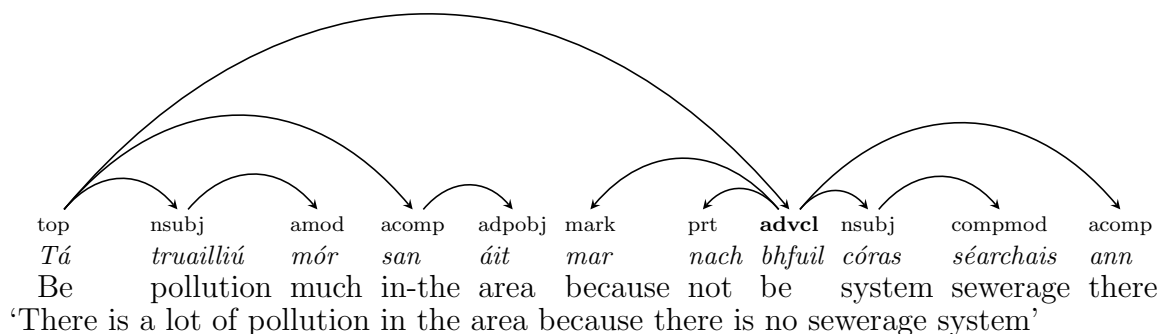 top nsubj amod acomp adpobj mark prt advcl nsubj compmod acomp
Tá truailliú mór san áit mar nach bhfuil córas séarchais ann
Be pollution much in-the area because not be system sewerage there
‘There is a lot of pollution in the area because there is no sewerage system’